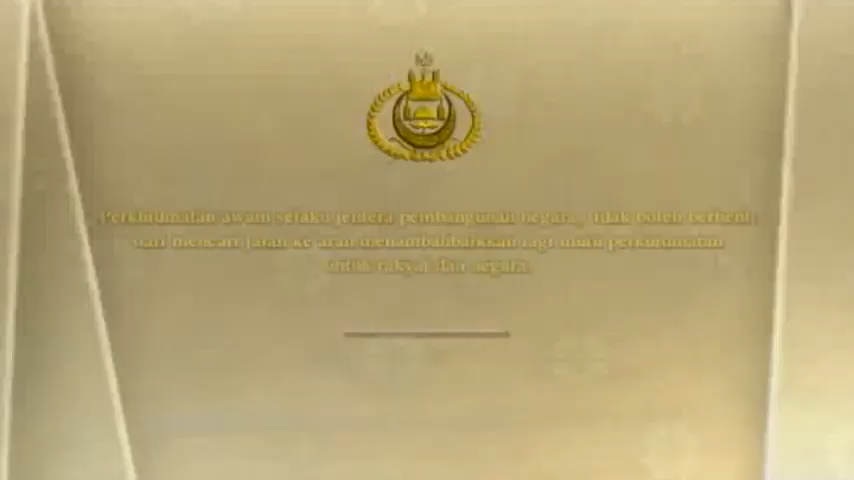 Perkhidmatan awam selaku jentera pembangunan negara, tidak boleh berhenti
dari mencari jalan ke arah menambahbaikkan lagi mutu perkhidmatan
untuk rakyat dan negara.